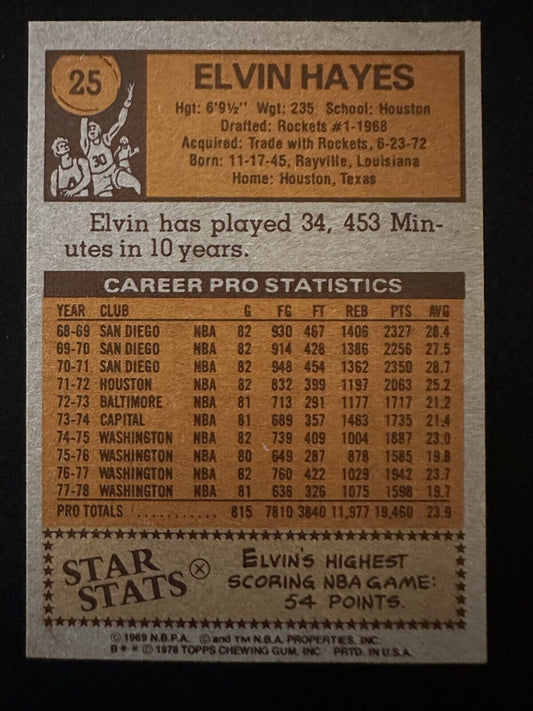 25
30
ELVIN HAYES
Hgt: 6'9½" Wgt: 235 School: Houston
Drafted: Rockets #1-1968
Acquired: Trade with Rockets, 6-23-72
Born: 11-17-45, Rayville, Louisiana
Home: Houston, Texas
Elvin has played 34, 453 Min-
utes in 10 years.
CAREER PRO STATISTICS
YEAR CLUB G FG FT REB PTS AVG
68-69 SAN DIEGO NBA 82 930 467 1406 2327 28.4
69-70 SAN DIEGO NBA 82 914 428 1386 2256 27.5
70-71 SAN DIEGO NBA 82 948 454 1362 2350 28.7
71-72 HOUSTON NBA 82 832 399 1197 2063 25.2
72-73 BALTIMORE NBA 81 713 291 1177 1717 21.2
73-74 CAPITAL NBA 81 689 357 1463 1735 21.4
74-75 WASHINGTON NBA 82 739 409 1004 1887 23.0
75-76 WASHINGTON NBA 80 649 287 878 1585 19.8
76-77 WASHINGTON NBA 82 760 422 1029 1942 23.7
77-78 WASHINGTON NBA 81 636 326 1075 1598 19.7
PRO TOTALS ........... 815 7810 3840 11,977 19,460 23.9
STAR
STATS
ELVIN'S HIGHEST
SCORING NBA GAME:
54 POINTS.
© 1969 N.B.P.A. © and TM N.B.A. PROPERTIES, INC.
B * * © 1978 TOPPS CHEWING GUM, INC. PRTD. IN U.S.A.